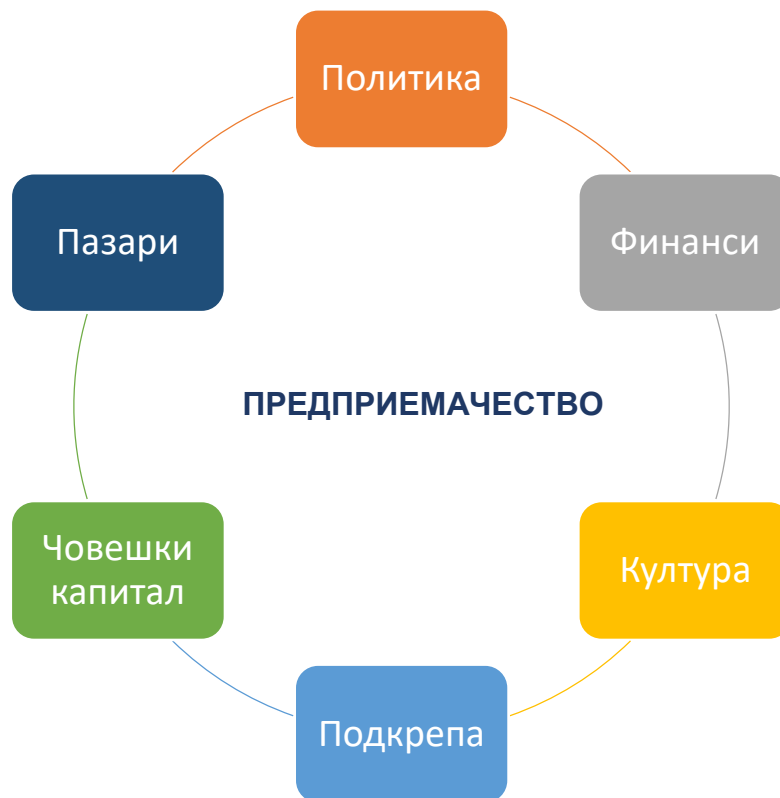 Политика
Пазари
Финанси
ПРЕДПРИЕМАЧЕСТВО
Човешки
капитал
Култура
Подкрепа